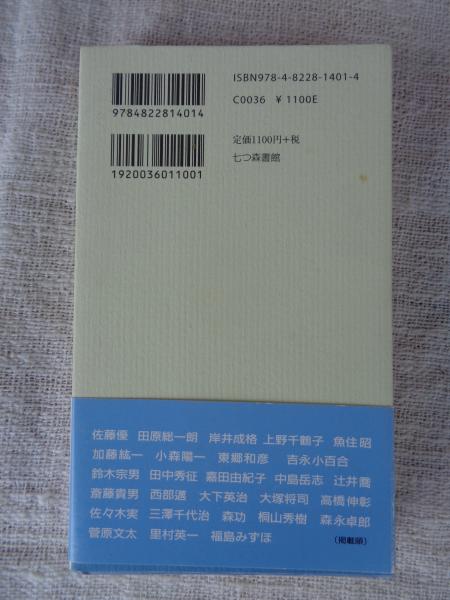 ISBN978-4-8228-1401-4
C0036 ¥1100E
9784822814014
定価1100円+税
七つ森書館
1920036011001
佐藤優 田原総一朗 岸井成格 上野千鶴子 魚住昭
加藤紘一 小森陽一 東郷和彦 吉永小百合
鈴木宗男 田中秀征 嘉田由紀子 中島岳志 辻井喬
斎藤貴男 西部邁 大下英治 大塚将司 高橋伸彰
佐々木実 三澤千代治 森功 桐山秀樹 森永卓郎
菅原文太 里村英一 福島みずほ (掲載順)